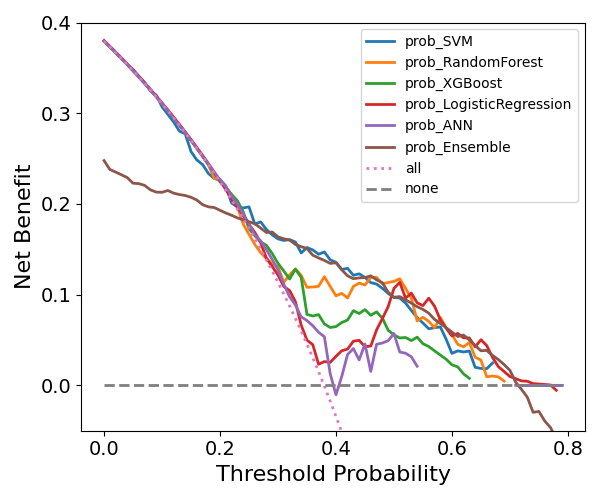 0.4
0.3
0.2
0.1
0.0
Net Benefit
prob_SVM
prob_RandomForest
prob_XGBoost
prob_LogisticRegression
prob_ANN
prob_Ensemble
all
none
0.0 0.2 0.4 0.6 0.8
Threshold Probability